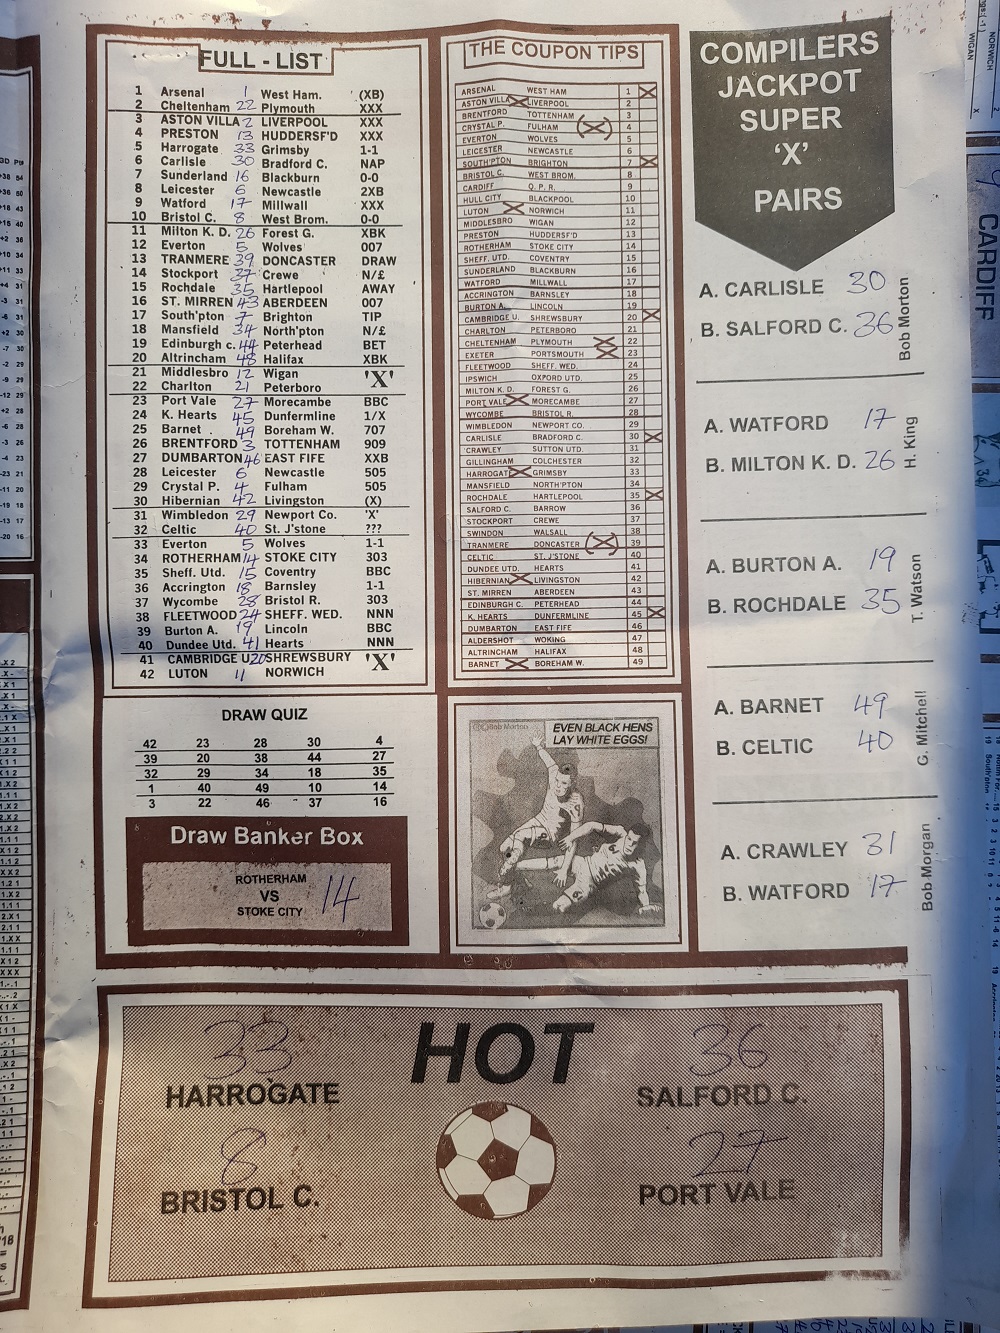 FULL - LIST
1 Arsenal 1 West Ham. (XB)
2 Cheltenham 22 Plymouth XXX
3 ASTON VILLA 2 LIVERPOOL XXX
4 PRESTON 13 HUDDERSF'D XXX
5 Harrogate 33 Grimsby 1-1
6 Carlisle 30 Bradford C. NAP
7 Sunderland 16 Blackburn 0-0
8 Leicester 6 Newcastle 2XB
9 Watford 17 Millwall XXX
10 Bristol C. 8 West Brom. 0-0
11 Milton K. D. 26 Forest G. XBK
12 Everton 5 Wolves 007
13 TRANMERE 39 DONCASTER DRAW
14 Stockport 37 Crewe N/£
15 Rochdale 35 Hartlepool AWAY
16 ST. MIRREN 43 ABERDEEN 007
17 South'pton 7 Brighton TIP
18 Mansfield 34 North'pton N/£
19 Edinburgh c. 44 Peterhead BET
20 Altrincham 48 Halifax XBK
21 Middlesbro 12 Wigan
'X'
22 Charlton 21 Peterboro
23 Port Vale 27 Morecambe BBC
24 K. Hearts 45 Dunfermline 1/X
25 Barnet . 49 Boreham W. 707
26 BRENTFORD 3 TOTTENHAM 909
27 DUMBARTON 46 EAST FIFE XXB
28 Leicester 6 Newcastle 505
29 Crystal P. 4 Fulham 505
30 Hibernian 42 Livingston (X)
31 Wimbledon 29 Newport Co. 'X'
32 Celtic 40 St. J'stone ???
33 Everton 5 Wolves 1-1
34 ROTHERHAM 14 STOKE CITY 303
35 Sheff. Utd. 15 Coventry BBC
36 Accrington 18 Barnsley 1-1
37 Wycombe 28 Bristol R. 303
38 FLEETWOOD 24 SHEFF. WED. NNN
39 Burton A. 19 Lincoln BBC
40 Dundee Utd. 41 Hearts NNN
41 CAMBRIDGE U 20 SHREWSBURY
'X'
42 LUTON 11 NORWICH
THE COUPON TIPS
ARSENAL WEST HAM 1 X
ASTON VILLA X LIVERPOOL 2
BRENTFORD TOTTENHAM 3
CRYSTAL P. FULHAM (X) 4
EVERTON WOLVES 5
LEICESTER NEWCASTLE 6
SOUTH'PTON BRIGHTON 7 X
BRISTOL C. WEST BROM. 8
CARDIFF Q. P. R. 9
HULL CITY BLACKPOOL 10
LUTON X NORWICH 11
MIDDLESBRO WIGAN 12
PRESTON HUDDERSF'D 13
ROTHERHAM STOKE CITY 14
SHEFF. UTD. COVENTRY 15
SUNDERLAND BLACKBURN 16
WATFORD MILLWALL 17
ACCRINGTON BARNSLEY 18
BURTON A. LINCOLN 19
CAMBRIDGE U. SHREWSBURY 20 X
CHARLTON PETERBORO 21
CHELTENHAM PLYMOUTH X 22
EXETER PORTSMOUTH X 23
FLEETWOOD SHEF. WED. 24
IPSWICH OXFORD UTD. 25
MILTON K. D. FOREST G. 26
PORT VALE X MORECAMBE 27
WYCOMBE BRISTOL R. 28
WIMBLEDON NEWPORT CO. 29
CARLISLE BRADFORD C. 30 X
CRAWLEY SUTTON UTD. 31
GILLINGHAM COLCHESTER 32
HARROGATE X GRIMSBY 33
MANSFIELD NORTH'PTON 34
ROCHDALE HARTLEPOOL 35 X
SALFORD C. BARROW 36
STOCKPORT CREWE 37
SWINDON WALSALL 38
TRANMERE DONCASTER (X) 39
CELTIC ST. J'STONE 40
DUNDEE UTD. HEARTS 41
HIBERNIAN X LIVINGSTON 42
ST. MIRREN ABERDEEN 43
EDINBURGH C. PETERHEAD 44
K. HEARTS DUNFERMLINE 45 X
DUMBARTON EAST FIFE 46
ALDERSHOT WOKING 47
ALTRINCHAM HALIFAX 48
BARNET X BOREHAM W. 49
COMPILERS
JACKPOT
SUPER
'X'
PAIRS
A. CARLISLE 30
B. SALFORD C. 36
Bob Morton
A. WATFORD 17
B. MILTON K. D. 26
H. King
A. BURTON A. 19
B. ROCHDALE 35
T. Watson
A. BARNET 49
B. CELTIC 40
G. Mitchell
A. CRAWLEY 31
B. WATFORD 17
Bob Morgan
DRAW QUIZ
42 23 28 30 4
39 20 38 44 27
32 29 34 18 35
1 40 49 10 14
3 22 46 37 16
Draw Banker Box
ROTHERHAM
VS 14
STOKE CITY
Bob Morton
EVEN BLACK HENS
LAY WHITE EGGS!
HOT
33
HARROGATE
36
SALFORD C.
8
BRISTOL C.
27
PORT VALE
NORWICH
WIGAN
CARDIFF